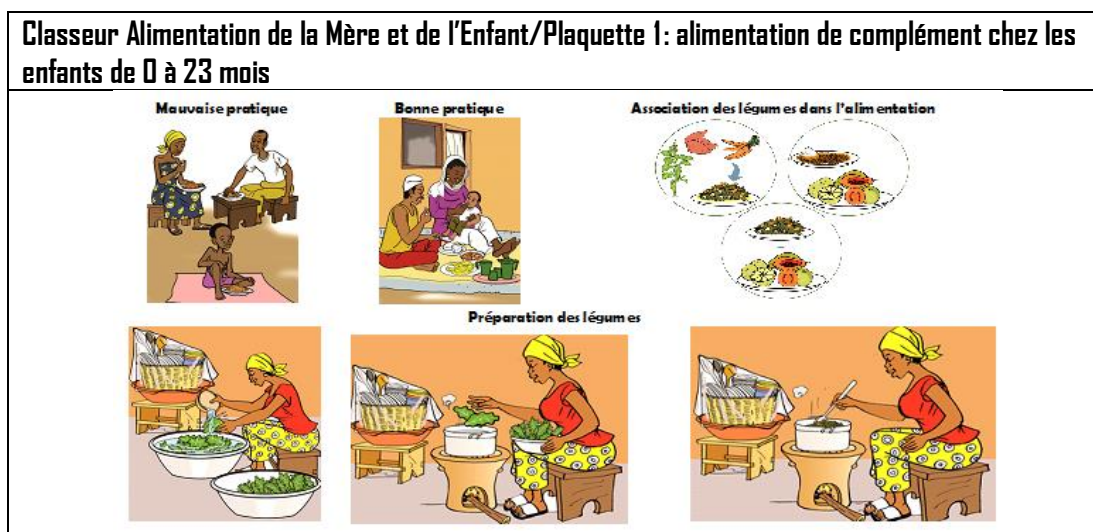 Classeur Alimentation de la Mère et de l'Enfant/Plaquette 1: alimentation de complément chez les
enfants de 0 à 23 mois
Mauvaise pratique
Bonne pratique
Association des légumes dans l'alimentation
Préparation des légumes